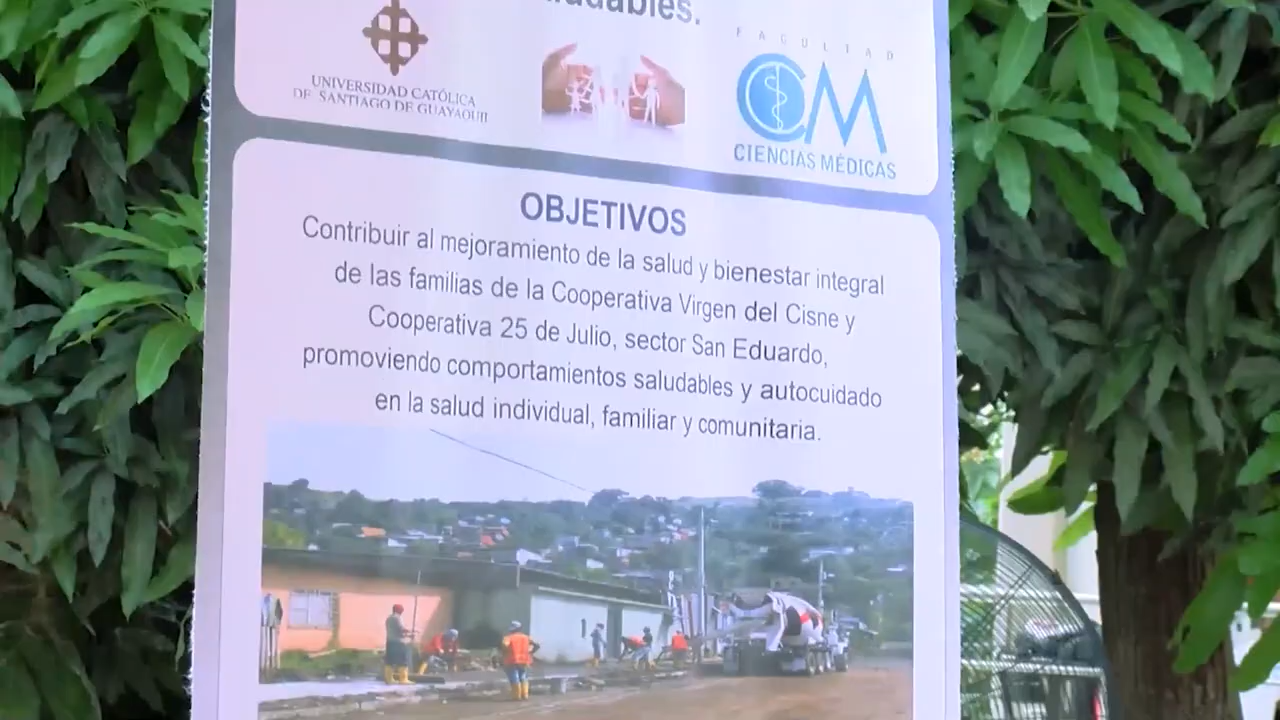 UNIVERSIDAD CATÓLICA
DE SANTIAGO DE GUAYAQUIL
FACULTAD
CM
CIENCIAS MÉDICAS
OBJETIVOS
Contribuir al mejoramiento de la salud y bienestar integral
de las familias de la Cooperativa Virgen del Cisne y
Cooperativa 25 de Julio, sector San Eduardo,
promoviendo comportamientos saludables y autocuidado
en la salud individual, familiar y comunitaria.